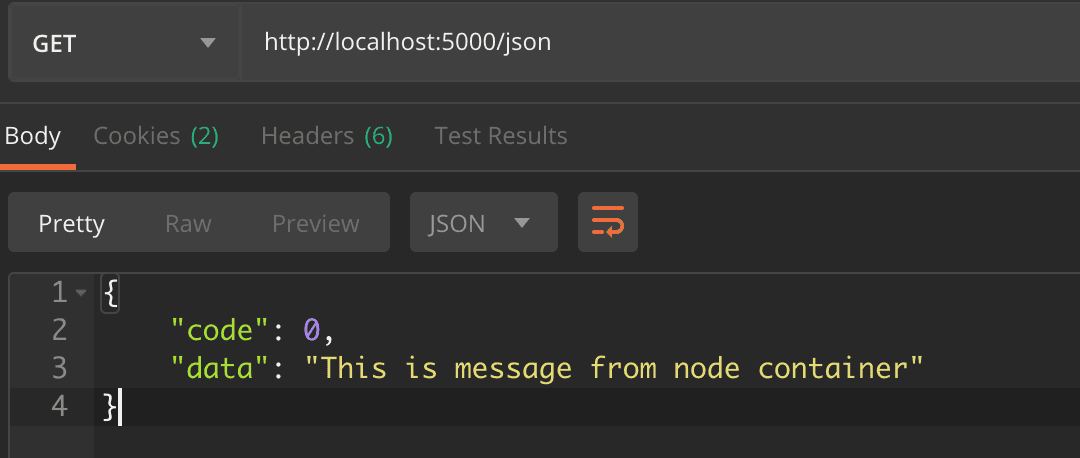 GET http://localhost:5000/json
Body Cookies (2) Headers (6) Test Results
Pretty Raw Preview JSON
1 {
2 "code": 0,
3 "data": "This is message from node container"
4 }